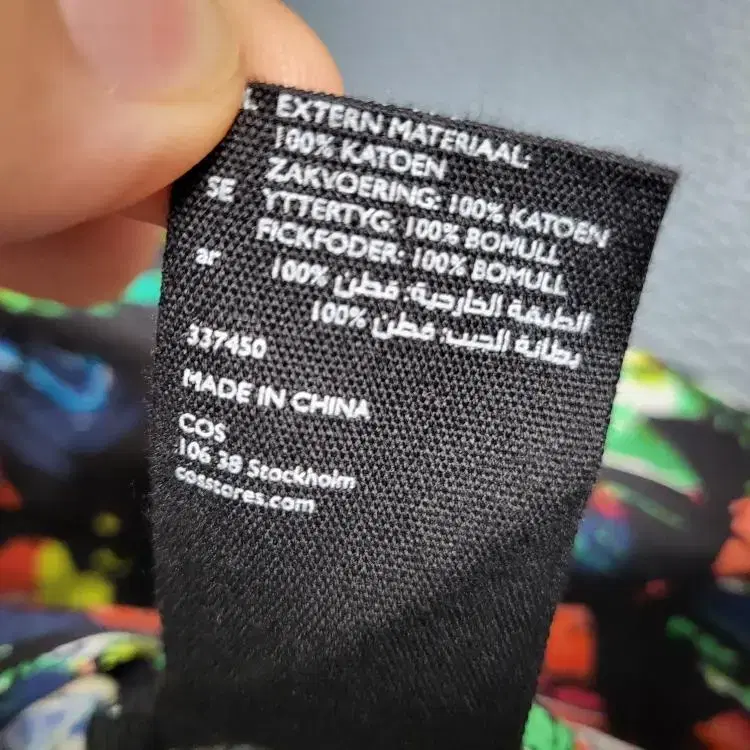 L EXTERN MATERIAAL:
100% KATOEN
ZAKVOERING: 100% KATOEN
SE YTTERTYG: 100% BOMULL
FICKFODER: 100% BOMULL
ar الطبقة الخارجية: قطن %100
بطانة الجيب: قطن %100
337450
MADE IN CHINA
COS
106 38 Stockholm
cosstores.com